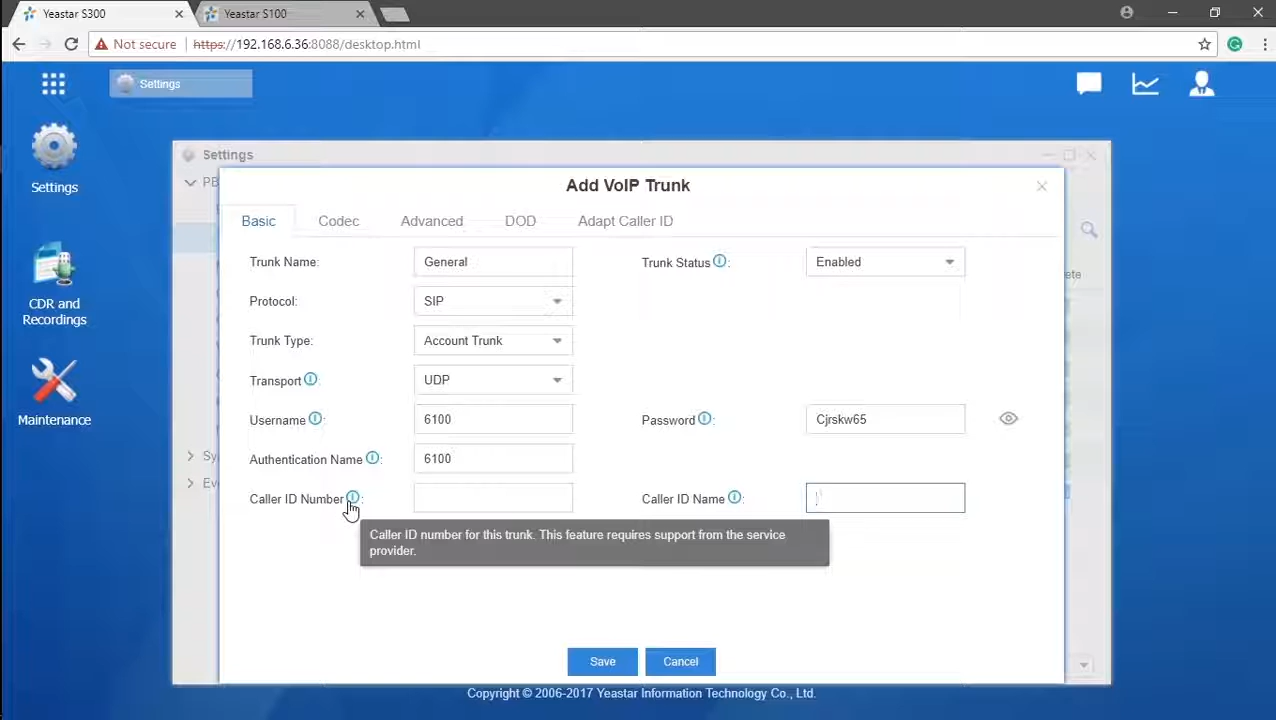 Yeastar S300
Yeastar S100
Not secure
https://192.168.6.36:8088/desktop.html
Settings
Settings
CDR and
Recordings
Maintenance
Settings
Add VoIP Trunk
Basic
Codec
Advanced
DOD
Adapt Caller ID
Trunk Name:
General
Trunk Status:
Enabled
Protocol:
SIP
Trunk Type:
Account Trunk
Transport:
UDP
Username:
6100
Password:
Cjrskw65
Authentication Name:
6100
Caller ID Number:
Caller ID Name:
Caller ID number for this trunk. This feature requires support from the service
provider.
Save
Cancel
Copyright © 2006-2017 Yeastar Information Technology Co., Ltd.